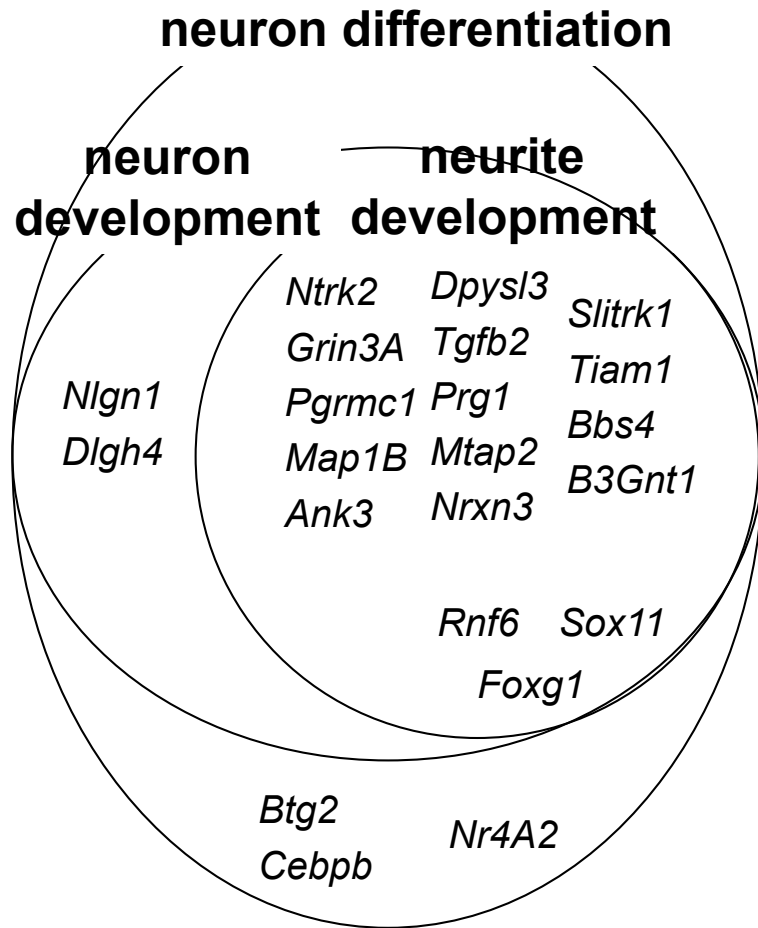 neuron differentiation
neuron
development
neurite
development
Nlgn1
Dlgh4
Ntrk2
Grin3A
Pgrmc1
Map1B
Ank3
Dpysl3
Tgfb2
Prg1
Mtap2
Nrxn3
Slitrk1
Tiam1
Bbs4
B3Gnt1
Rnf6 Sox11
Foxg1
Btg2
Cebpb
Nr4A2